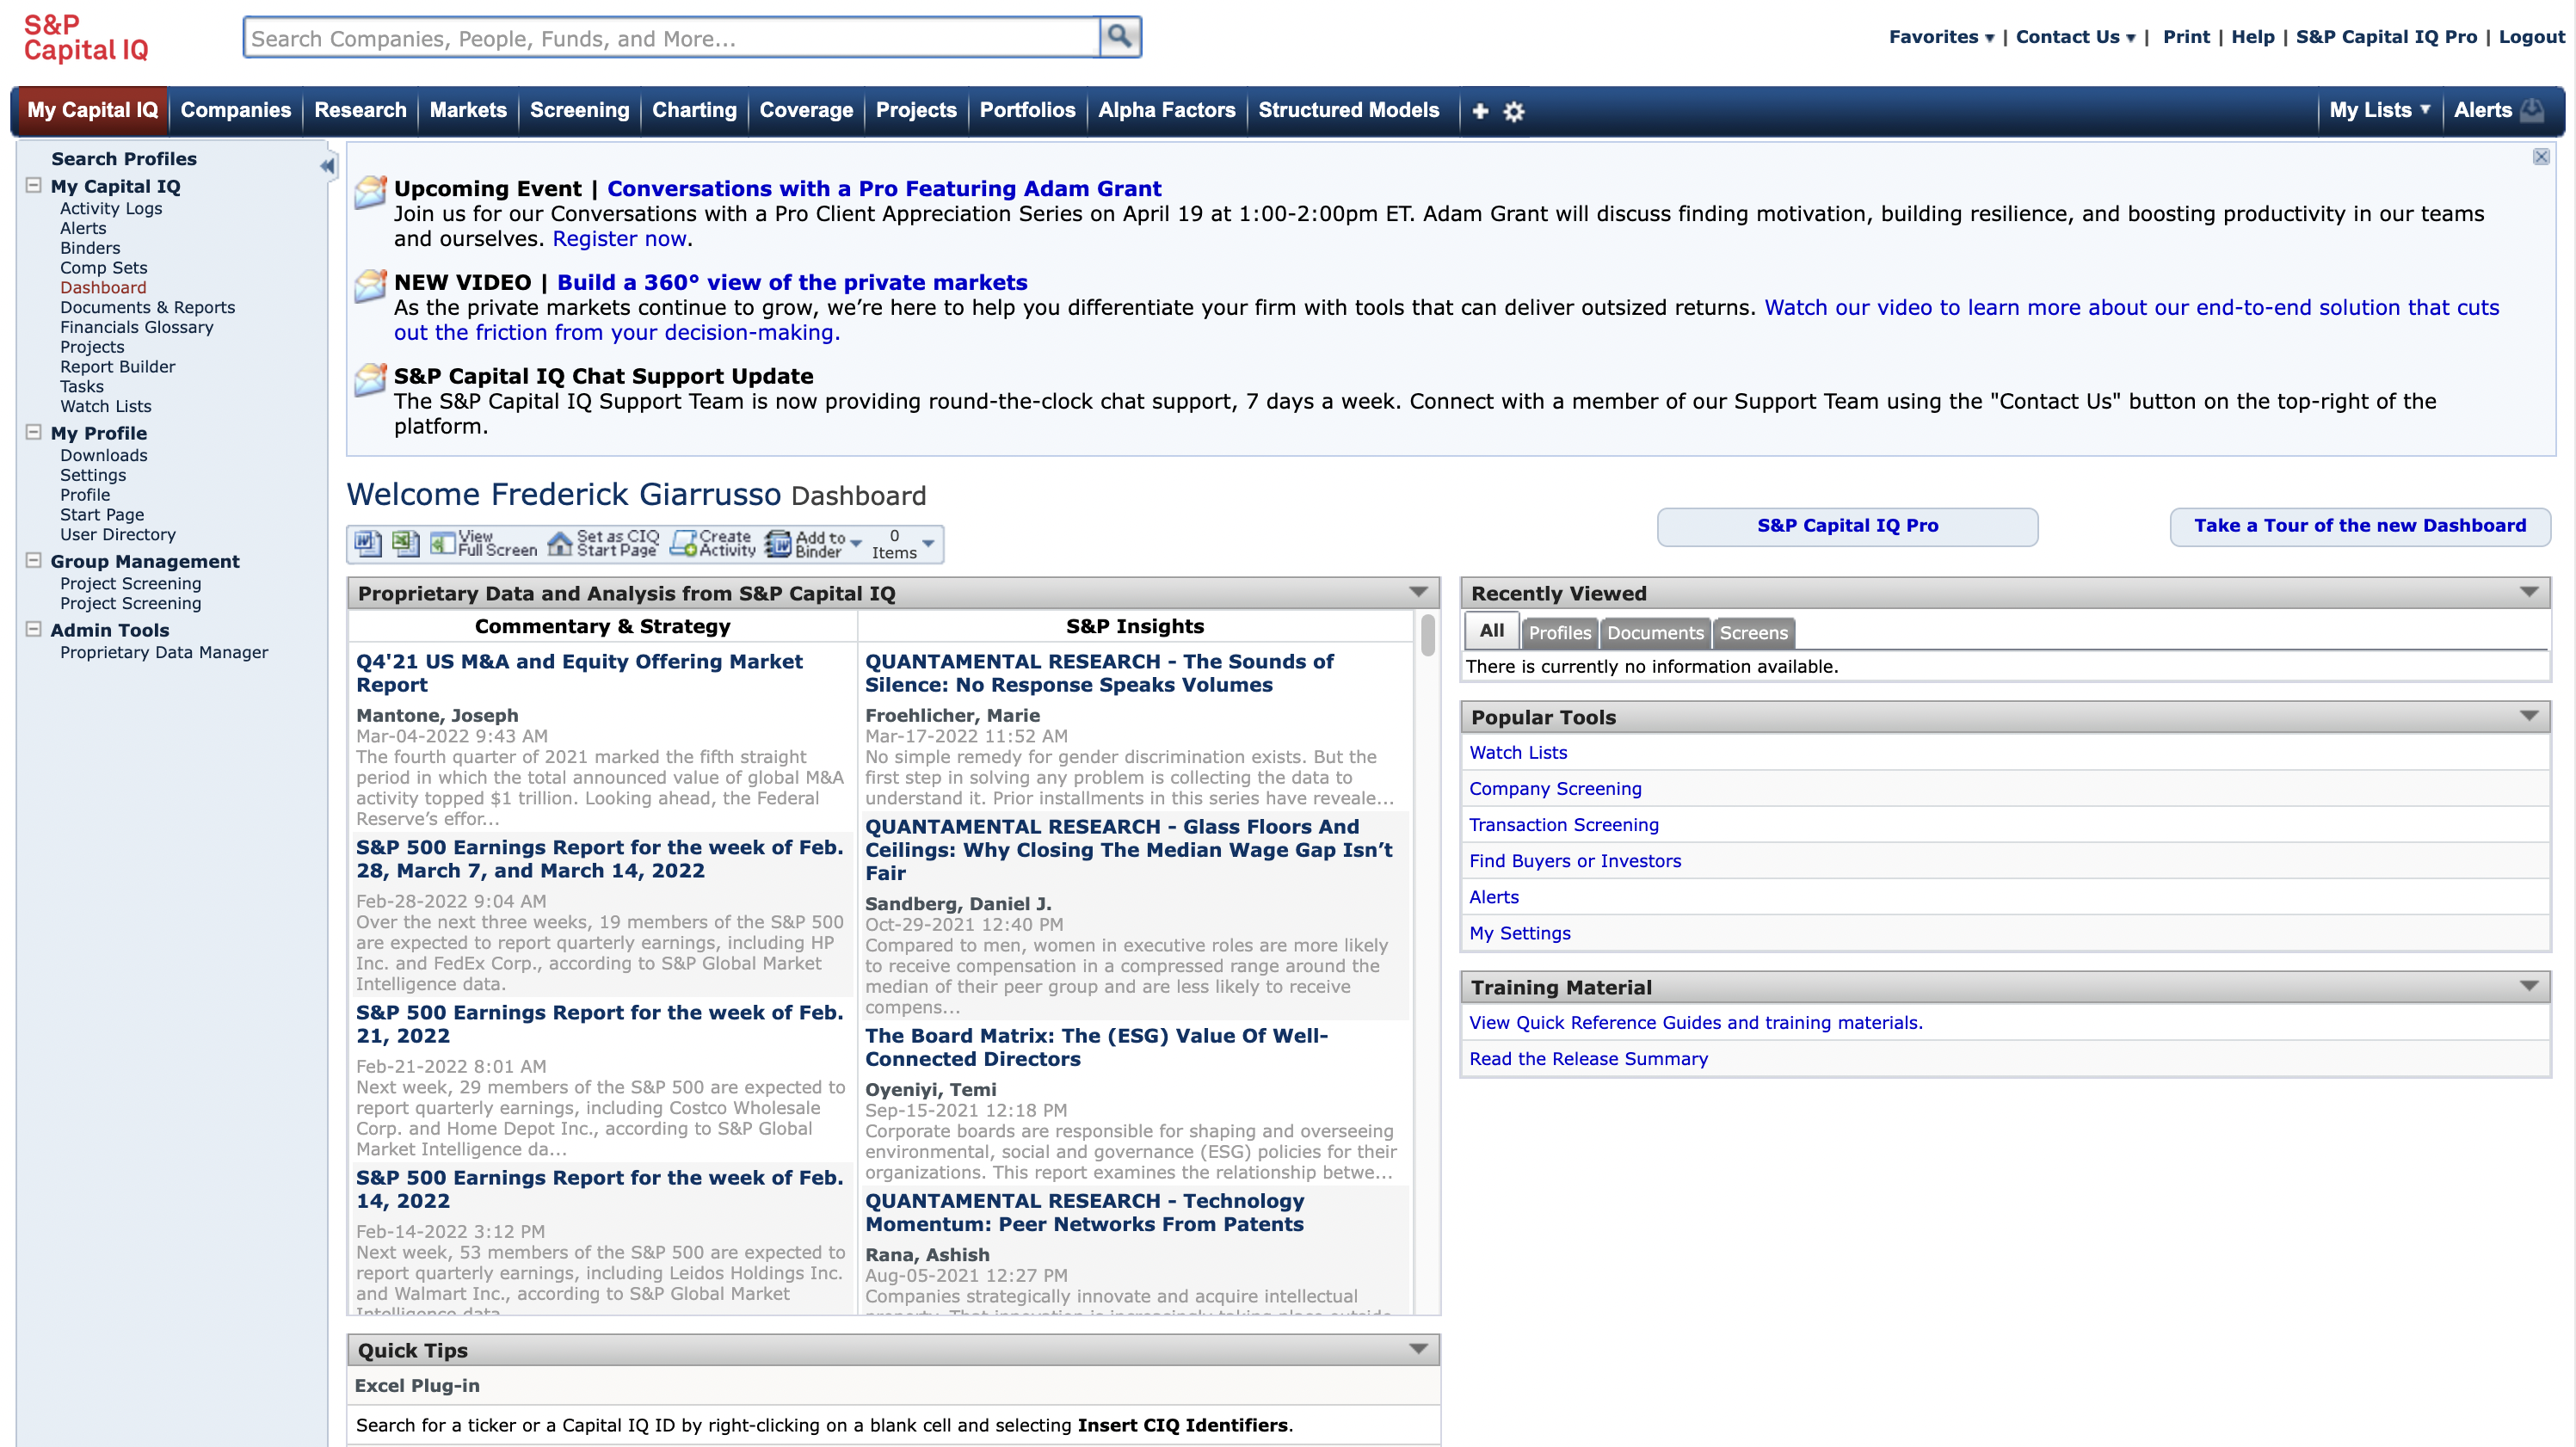 S&P
Capital IQ
Search Companies, People, Funds, and More...
Favorites | Contact Us | Print | Help | S&P Capital IQ Pro | Logout
My Capital IQ Companies Research Markets Screening Charting Coverage Projects Portfolios Alpha Factors Structured Models My Lists Alerts
Search Profiles
My Capital IQ
Activity Logs
Alerts
Binders
Comp Sets
Dashboard
Documents & Reports
Financials Glossary
Projects
Report Builder
Tasks
Watch Lists
My Profile
Downloads
Settings
Profile
Start Page
User Directory
Group Management
Project Screening
Project Screening
Admin Tools
Proprietary Data Manager
Upcoming Event | Conversations with a Pro Featuring Adam Grant
Join us for our Conversations with a Pro Client Appreciation Series on April 19 at 1:00-2:00pm ET. Adam Grant will discuss finding motivation, building resilience, and boosting productivity in our teams
and ourselves. Register now.
NEW VIDEO | Build a 360° view of the private markets
As the private markets continue to grow, we’re here to help you differentiate your firm with tools that can deliver outsized returns. Watch our video to learn more about our end-to-end solution that cuts
out the friction from your decision-making.
S&P Capital IQ Chat Support Update
The S&P Capital IQ Support Team is now providing round-the-clock chat support, 7 days a week. Connect with a member of our Support Team using the "Contact Us" button on the top-right of the
platform.
Welcome Frederick Giarrusso Dashboard
View
Full Screen
Set as CIQ
Start Page
Create
Activity
Add to
Binder
0
Items
S&P Capital IQ Pro
Take a Tour of the new Dashboard
Proprietary Data and Analysis from S&P Capital IQ
Commentary & Strategy
Q4'21 US M&A and Equity Offering Market
Report
Mantone, Joseph
Mar-04-2022 9:43 AM
The fourth quarter of 2021 marked the fifth straight
period in which the total announced value of global M&A
activity topped $1 trillion. Looking ahead, the Federal
Reserve’s effor...
S&P 500 Earnings Report for the week of Feb.
28, March 7, and March 14, 2022
Feb-28-2022 9:04 AM
Over the next three weeks, 19 members of the S&P 500
are expected to report quarterly earnings, including HP
Inc. and FedEx Corp., according to S&P Global Market
Intelligence data.
S&P 500 Earnings Report for the week of Feb.
21, 2022
Feb-21-2022 8:01 AM
Next week, 29 members of the S&P 500 are expected to
report quarterly earnings, including Costco Wholesale
Corp. and Home Depot Inc., according to S&P Global
Market Intelligence da...
S&P 500 Earnings Report for the week of Feb.
14, 2022
Feb-14-2022 3:12 PM
Next week, 53 members of the S&P 500 are expected to
report quarterly earnings, including Leidos Holdings Inc.
and Walmart Inc., according to S&P Global Market
Intelligence data
S&P Insights
QUANTAMENTAL RESEARCH - The Sounds of
Silence: No Response Speaks Volumes
Froehlicher, Marie
Mar-17-2022 11:52 AM
No simple remedy for gender discrimination exists. But the
first step in solving any problem is collecting the data to
understand it. Prior installments in this series have reveale...
QUANTAMENTAL RESEARCH - Glass Floors And
Ceilings: Why Closing The Median Wage Gap Isn’t
Fair
Sandberg, Daniel J.
Oct-29-2021 12:40 PM
Compared to men, women in executive roles are more likely
to receive compensation in a compressed range around the
median of their peer group and are less likely to receive
compens...
The Board Matrix: The (ESG) Value Of Well-
Connected Directors
Oyeniyi, Temi
Sep-15-2021 12:18 PM
Corporate boards are responsible for shaping and overseeing
environmental, social and governance (ESG) policies for their
organizations. This report examines the relationship betwe...
QUANTAMENTAL RESEARCH - Technology
Momentum: Peer Networks From Patents
Rana, Ashish
Aug-05-2021 12:27 PM
Companies strategically innovate and acquire intellectual
property. That innovation is increasingly taking place outside
Quick Tips
Excel Plug-in
Search for a ticker or a Capital IQ ID by right-clicking on a blank cell and selecting Insert CIQ Identifiers.
Recently Viewed
All Profiles Documents Screens
There is currently no information available.
Popular Tools
Watch Lists
Company Screening
Transaction Screening
Find Buyers or Investors
Alerts
My Settings
Training Material
View Quick Reference Guides and training materials.
Read the Release Summary